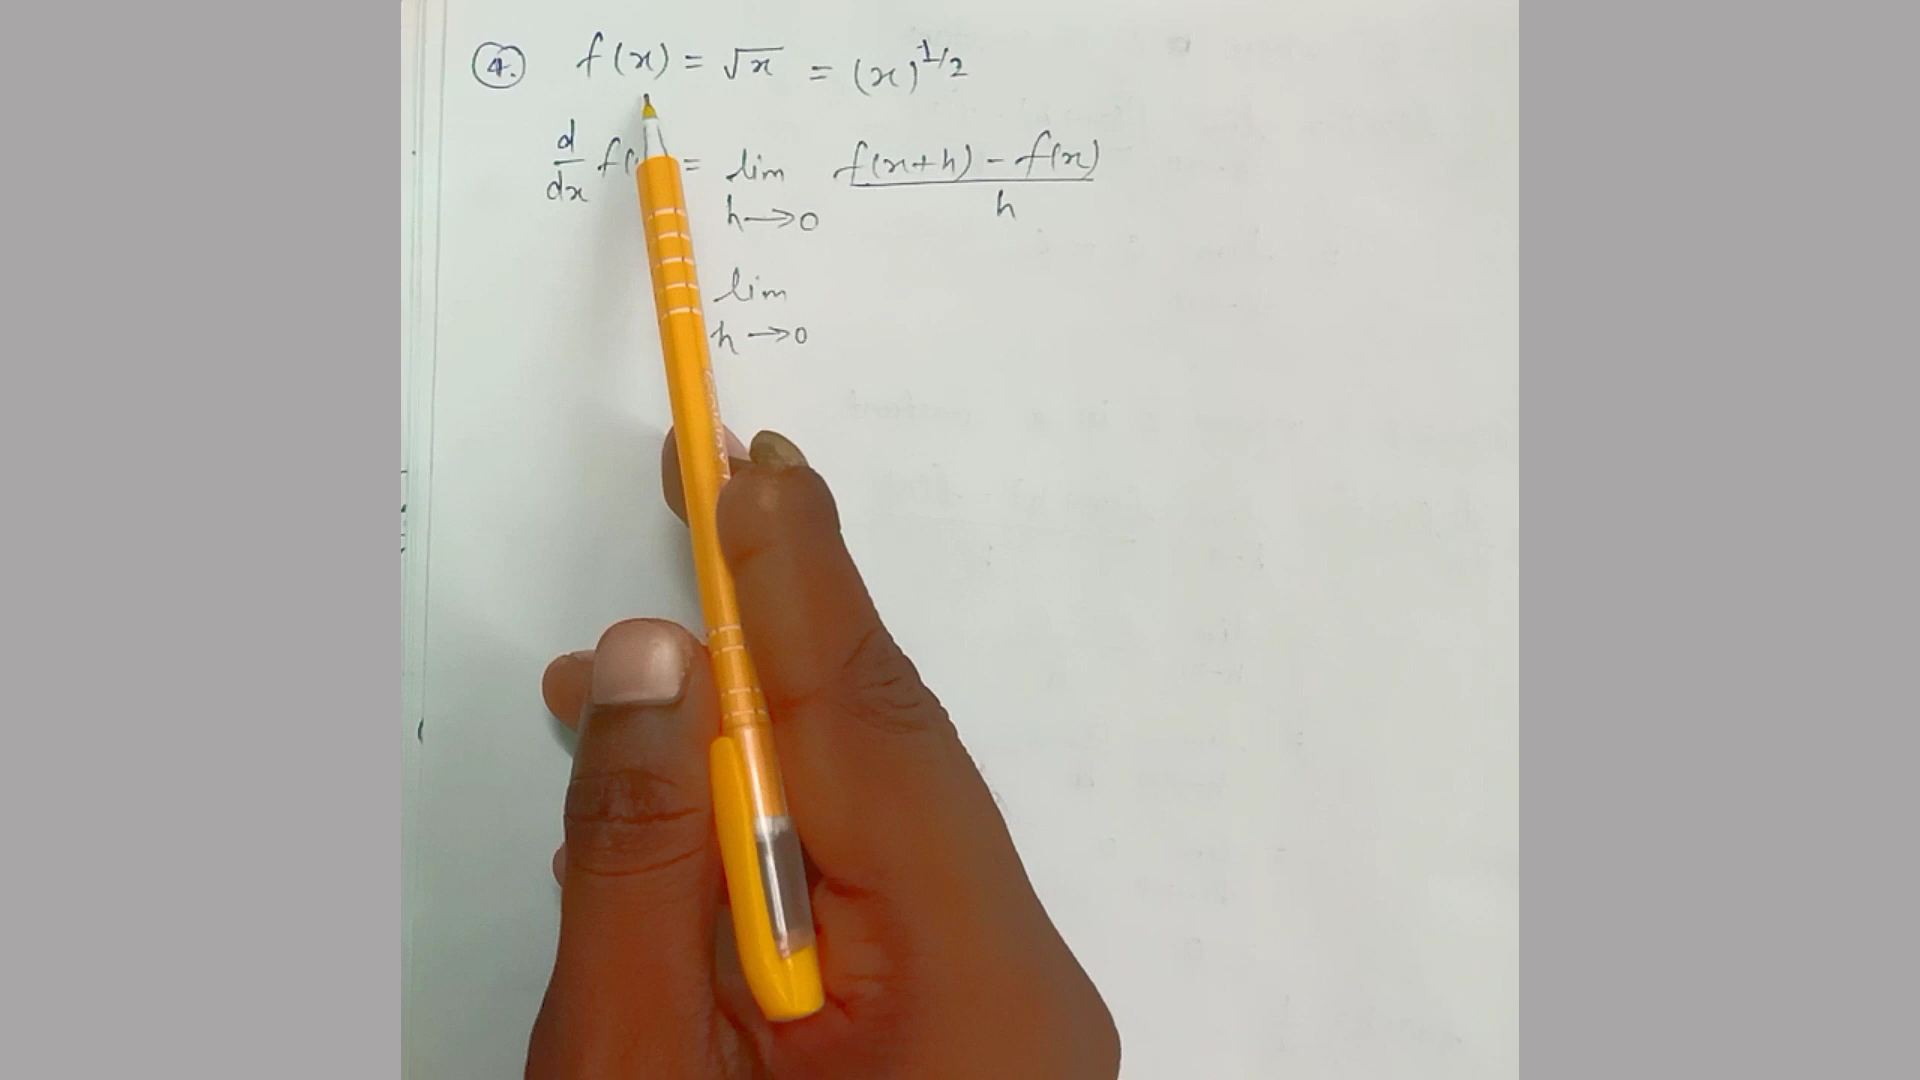 4. f(x) = √x = (x)^1/2
d/dx f( = lim h→0 f(x+h) - f(x) / h
lim h→0